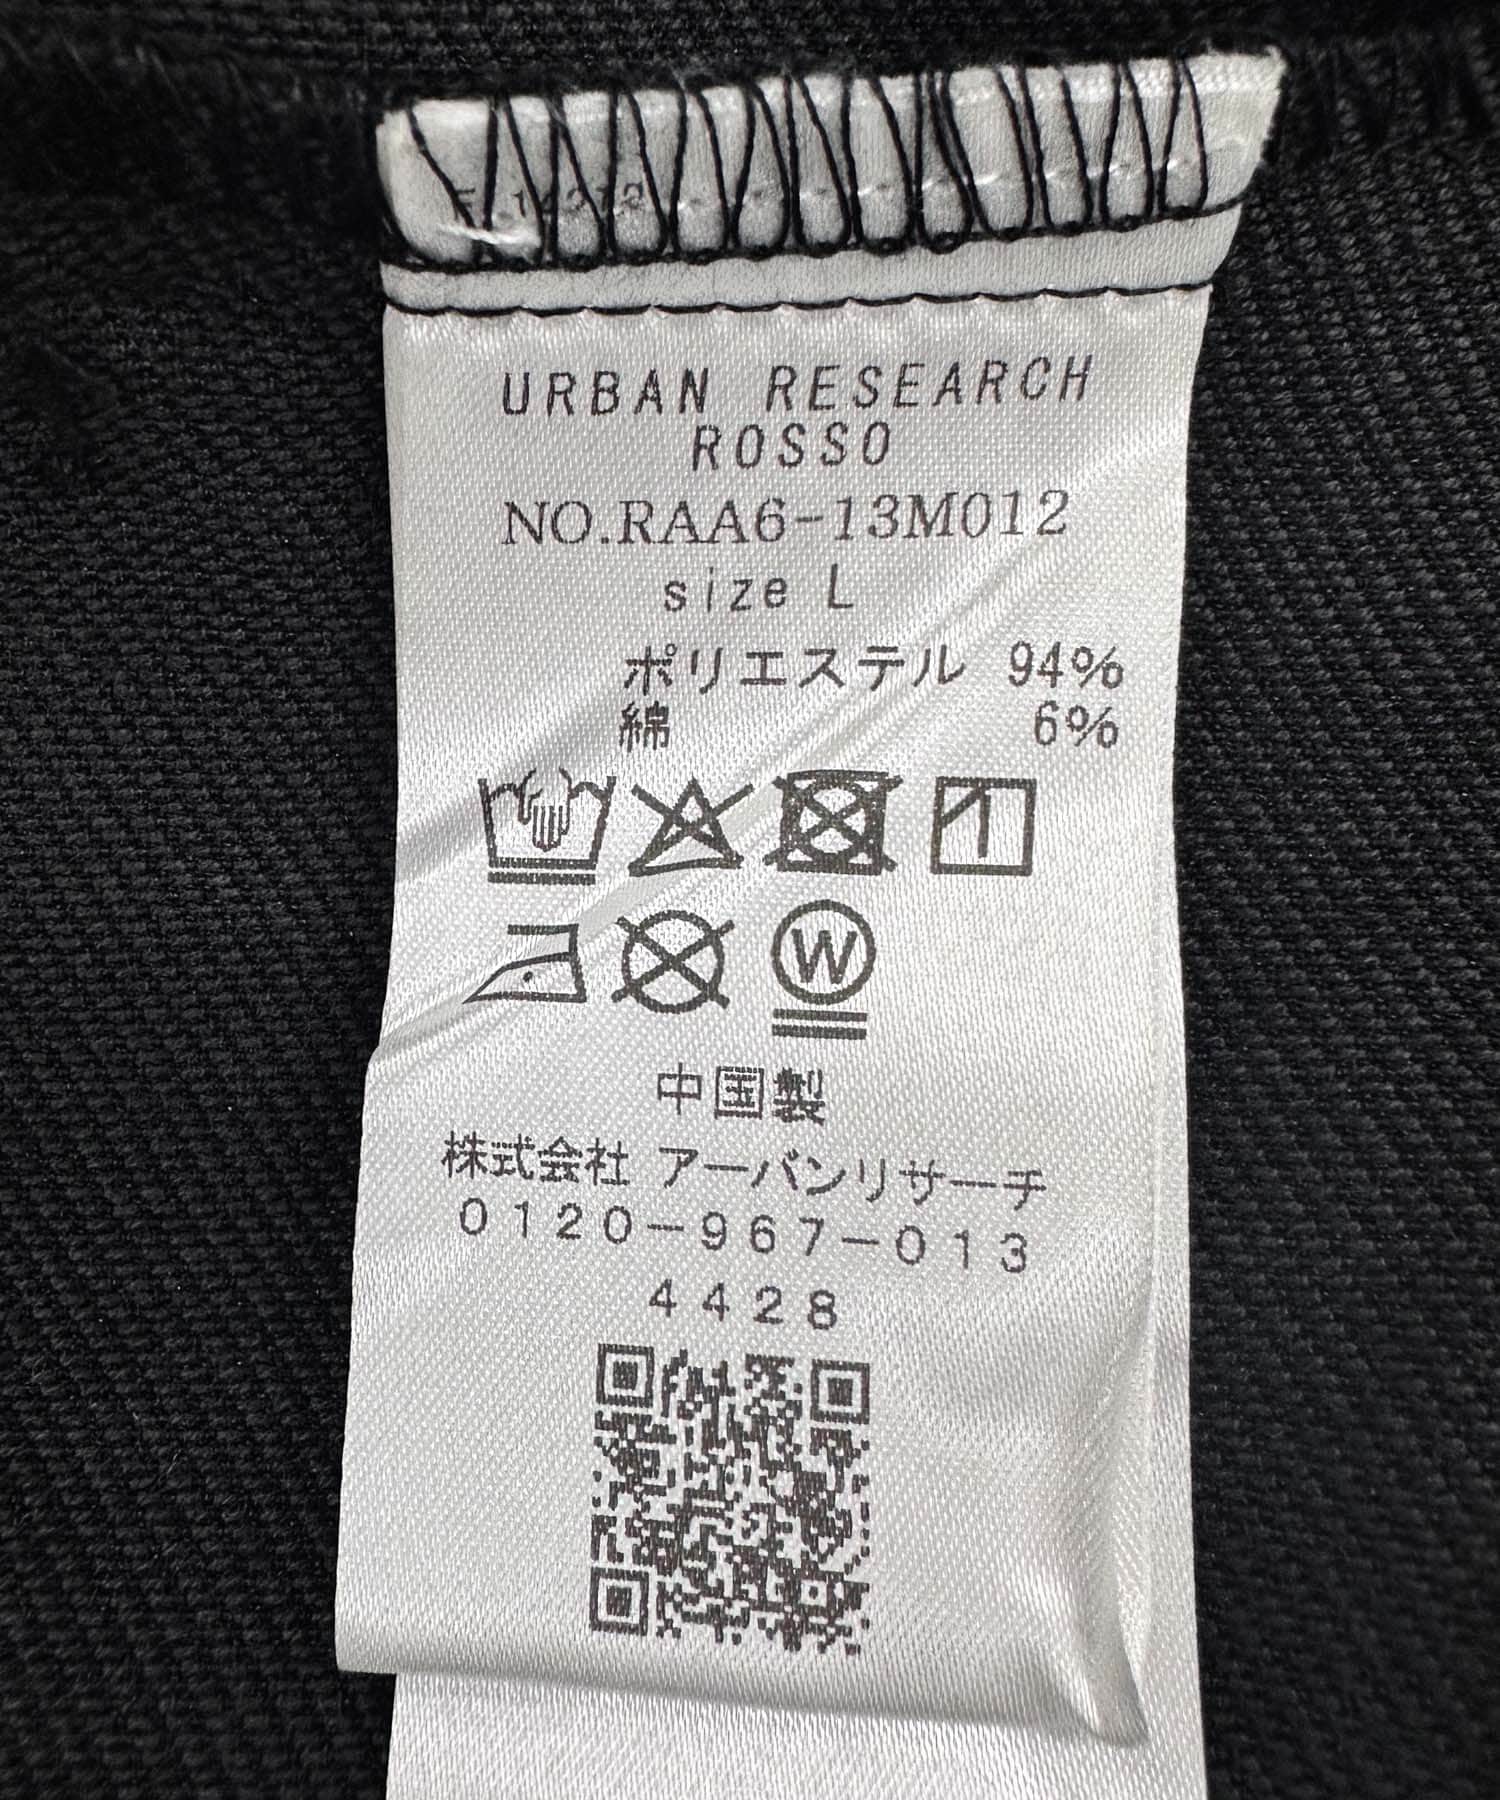 URBAN RESEARCH
ROSSO
NO.RAA6-13M012
size L
ポリエステル 94%
綿 6%
W
中国製
株式会社 アーバンリサーチ
0120-967-013
4428